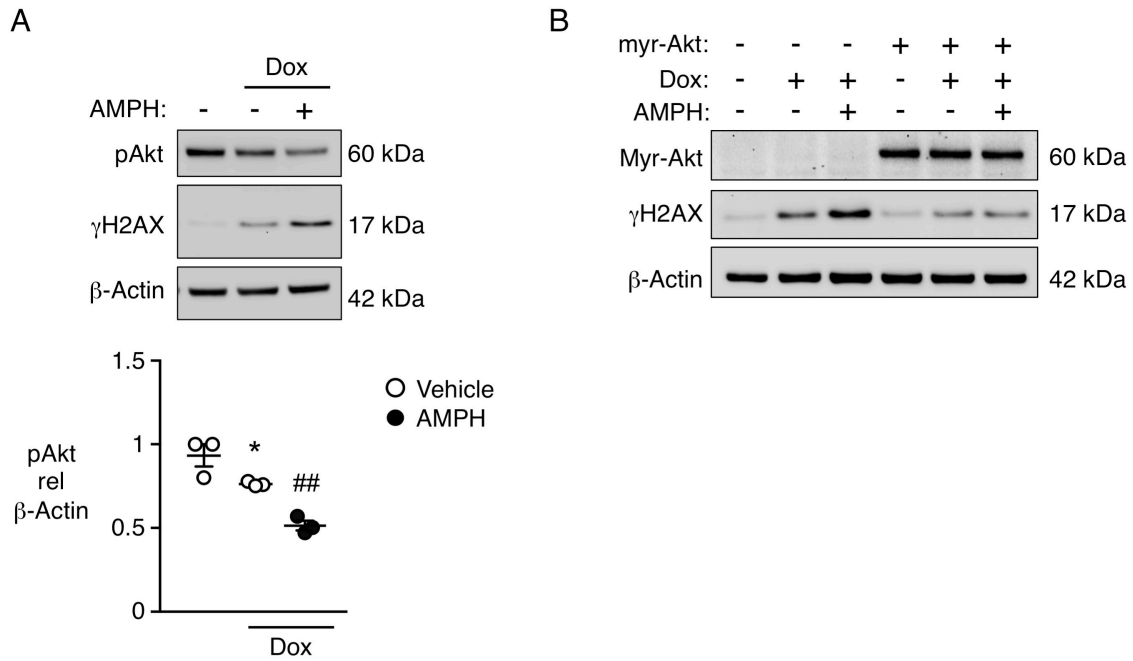 A
Dox
AMPH: - - +
pAkt 60 kDa
γH2AX 17 kDa
β-Actin 42 kDa
1.5
1
0.5
0
pAkt
rel
β-Actin
*
##
Vehicle
AMPH
Dox
B
myr-Akt: - - - + + +
Dox: - + + - + +
AMPH: - - + - - +
Myr-Akt 60 kDa
γH2AX 17 kDa
β-Actin 42 kDa